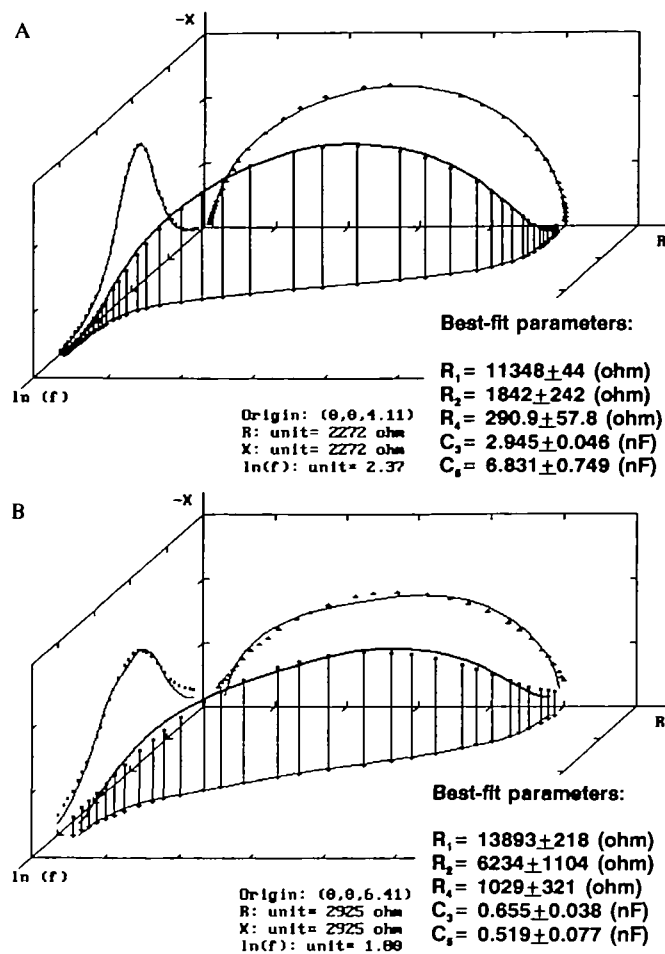 A
-X
R
ln (f)
Best-fit parameters:
R₁= 11348±44 (ohm)
R₂= 1842±242 (ohm)
R₄= 290.9±57.8 (ohm)
C₃= 2.945±0.046 (nF)
C₅= 6.831±0.749 (nF)
Origin: (0,0,4.11)
R: unit= 2272 ohm
X: unit= 2272 ohm
ln(f): unit= 2.37
B
-X
R
ln (f)
Best-fit parameters:
R₁= 13893±218 (ohm)
R₂= 6234±1104 (ohm)
R₄= 1029±321 (ohm)
C₃= 0.655±0.038 (nF)
C₅= 0.519±0.077 (nF)
Origin: (0,0,6.41)
R: unit= 2925 ohm
X: unit= 2925 ohm
ln(f): unit= 1.80